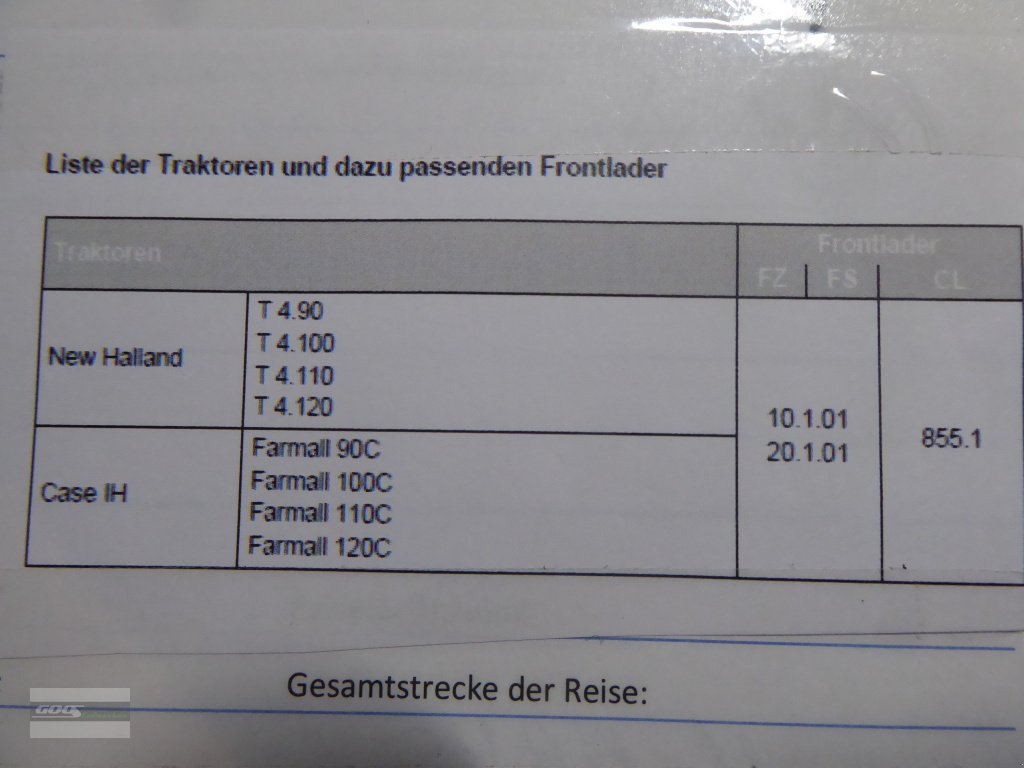 Liste der Traktoren und dazu passenden Frontlader
Traktoren
Frontlader
FZ FS CL
New Halland
T 4.90
T 4.100
T 4.110
T 4.120
Case IH
Farmall 90C
Farmall 100C
Farmall 110C
Farmall 120C
10.1.01
20.1.01
855.1
Gesamtstrecke der Reise: